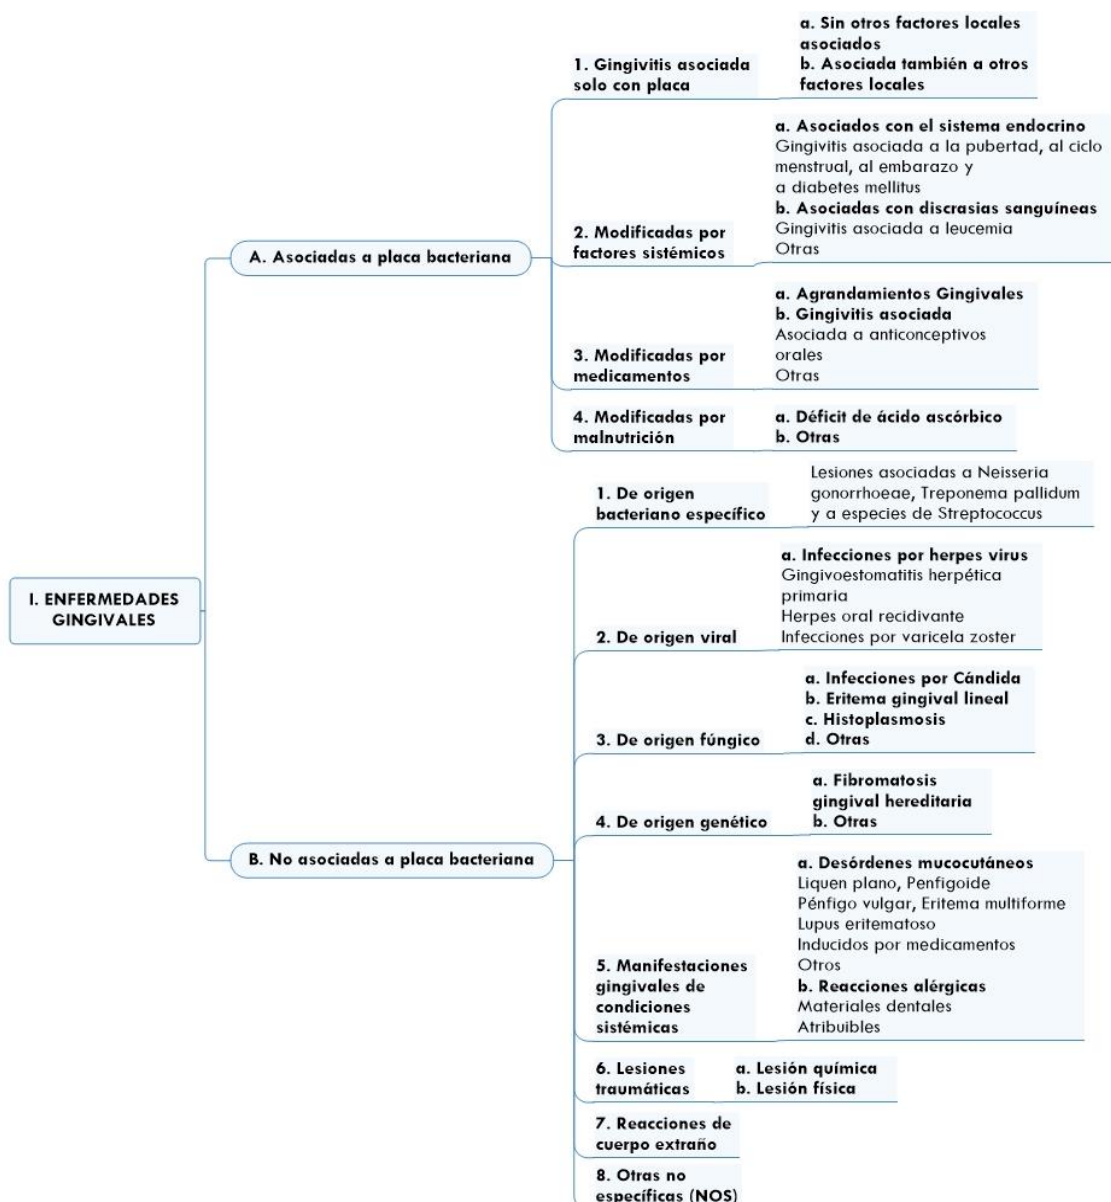 I. ENFERMEDADES
GINGIVALES
A. Asociadas a placa bacteriana
1. Gingivitis asociada
solo con placa
a. Sin otros factores locales
asociados
b. Asociada también a otros
factores locales
2. Modificadas por
factores sistémicos
a. Asociados con el sistema endocrino
Gingivitis asociada a la pubertad, al ciclo
menstrual, al embarazo y
a diabetes mellitus
b. Asociadas con discrasias sanguíneas
Gingivitis asociada a leucemia
Otras
3. Modificadas por
medicamentos
a. Agrandamientos Gingivales
b. Gingivitis asociada
Asociada a anticonceptivos
orales
Otras
4. Modificadas por
malnutrición
a. Déficit de ácido ascórbico
b. Otras
B. No asociadas a placa bacteriana
1. De origen
bacteriano específico
Lesiones asociadas a Neisseria
gonorrhoeae, Treponema pallidum
y a especies de Streptococcus
2. De origen viral
a. Infecciones por herpes virus
Gingivoestomatitis herpética
primaria
Herpes oral recidivante
Infecciones por varicela zoster
3. De origen fúngico
a. Infecciones por Cándida
b. Eritema gingival lineal
c. Histoplasmosis
d. Otras
4. De origen genético
a. Fibromatosis
gingival hereditaria
b. Otras
5. Manifestaciones
gingivales de
condiciones
sistémicas
a. Desórdenes mucocutáneos
Liquen plano, Penfigoide
Pénfigo vulgar, Eritema multiforme
Lupus eritematoso
Inducidos por medicamentos
Otros
b. Reacciones alérgicas
Materiales dentales
Atribuibles
6. Lesiones
traumáticas
a. Lesión química
b. Lesión física
7. Reacciones de
cuerpo extraño
8. Otras no
específicas (NOS)